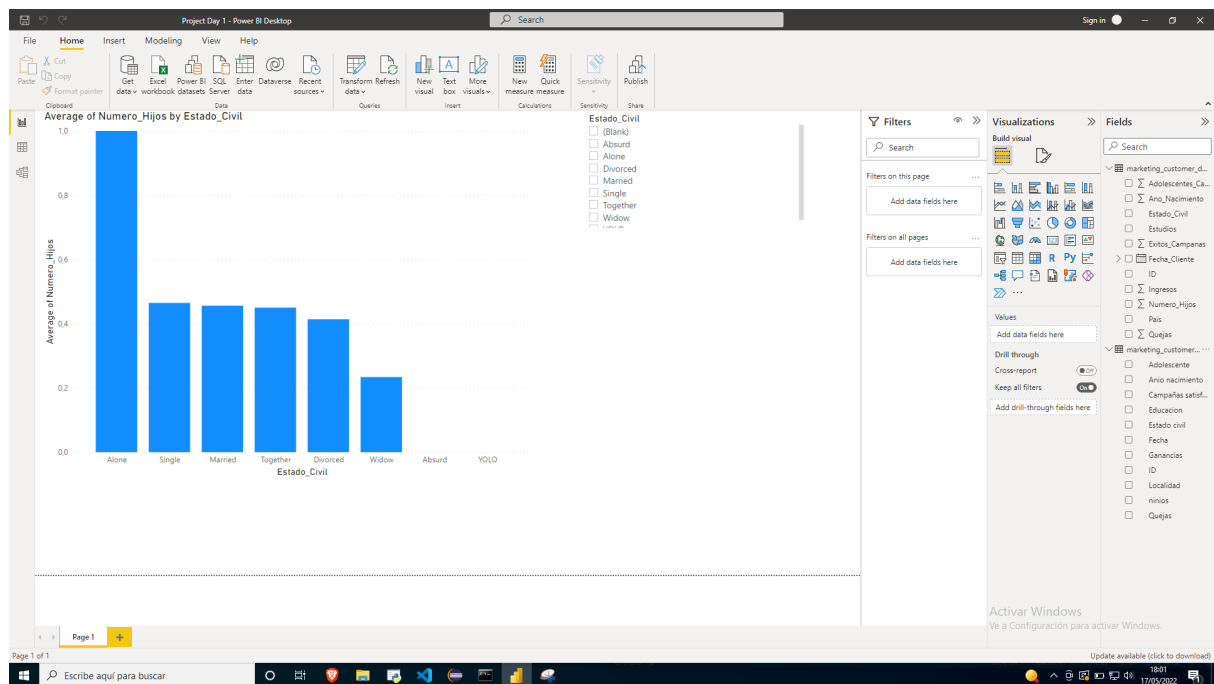 Project Day 1 - Power BI Desktop
Search
Sign in
File Home Insert Modeling View Help
Paste
Cut
Copy
Format painter
Clipboard
Get data
Excel workbook
Power BI datasets
SQL Server
Enter data
Dataverse
Recent sources
Data
Transform data
Refresh
Queries
New visual
Text box
More visuals
Insert
New measure
Quick measure
Calculations
Sensitivity
Sensitivity
Publish
Share
Average of Numero_Hijos by Estado_Civil
Average of Numero_Hijos
1,0
0,8
0,6
0,4
0,2
0,0
Alone Single Married Together Divorced Widow Absurd YOLO
Estado_Civil
Estado_Civil
(Blank)
Absurd
Alone
Divorced
Married
Single
Together
Widow
YOLO
Filters
Search
Filters on this page
Add data fields here
Filters on all pages
Add data fields here
Visualizations
Build visual
R Py
Values
Add data fields here
Drill through
Cross-report
Off
Keep all filters
On
Add drill-through fields here
Fields
Search
marketing_customer_d...
Adolescentes_Ca...
Ano_Nacimiento
Estado_Civil
Estudios
Exitos_Campanas
Fecha_Cliente
ID
Ingresos
Numero_Hijos
Pais
Quejas
marketing_customer...
Adolescente
Anio nacimiento
Campañas satisf...
Educacion
Estado civil
Fecha
Ganancias
ID
Localidad
ninios
Quejas
Activar Windows
Ve a Configuración para activar Windows.
Page 1
Page 1 of 1
Update available (click to download)
Escribe aquí para buscar
18:01
17/05/2022